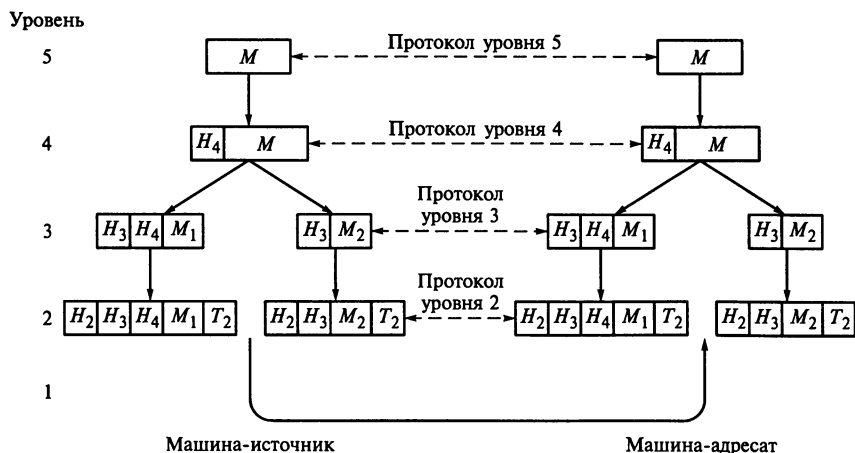 Уровень
5 M Протокол уровня 5 M
4 H4 M Протокол уровня 4 H4 M
Протокол
уровня 3
3 H3 H4 M1 H3 M2 H3 H4 M1 H3 M2
Протокол
уровня 2
2 H2 H3 H4 M1 T2 H2 H3 M2 T2 H2 H3 H4 M1 T2 H2 H3 M2 T2
1
Машина-источник Машина-адресат